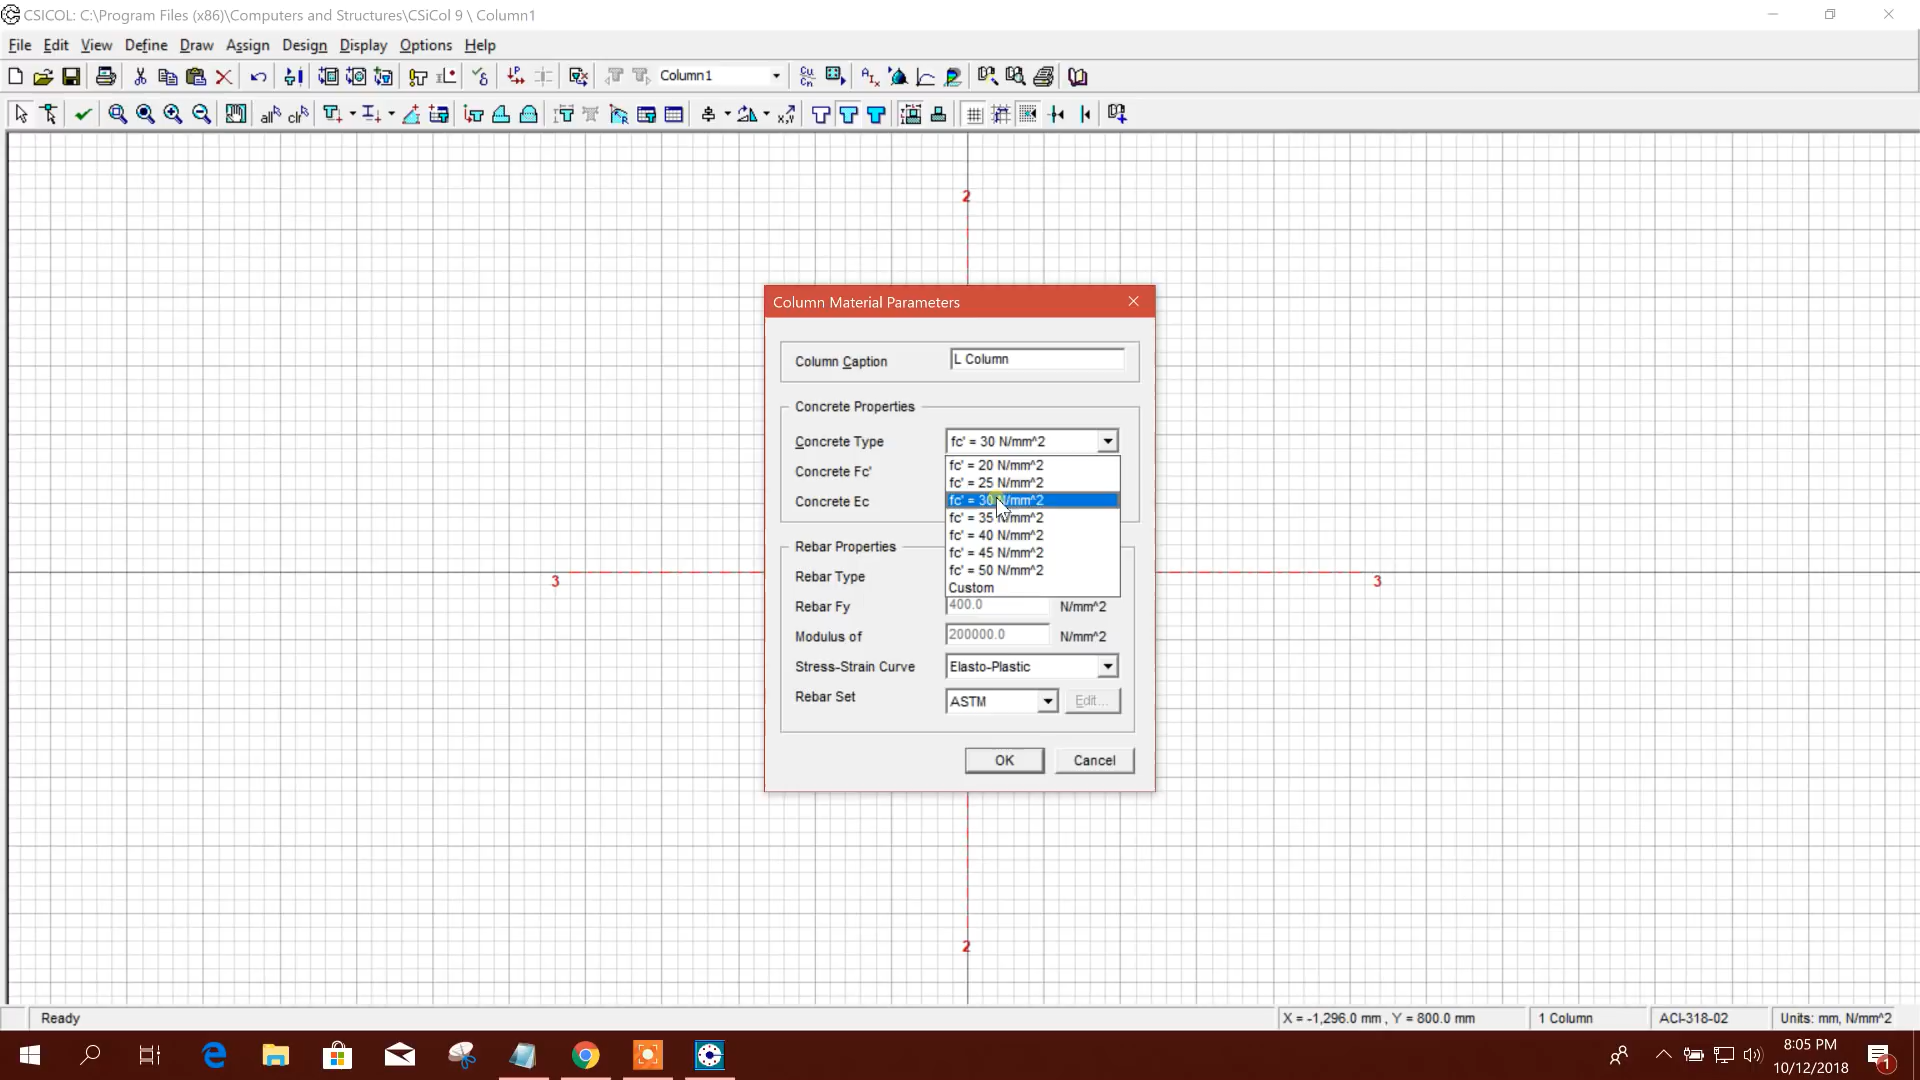 CSICOL: C:\Program Files (x86)\Computers and Structures\CSiCol 9 \ Column1
File Edit View Define Draw Assign Design Display Options Help
Column1
all clr
2
Column Material Parameters
Column Caption L Column
Concrete Properties
Concrete Type fc' = 30 N/mm^2
Concrete Fc' fc' = 20 N/mm^2
fc' = 25 N/mm^2
Concrete Ec fc' = 30 N/mm^2
fc' = 35 N/mm^2
fc' = 40 N/mm^2
Rebar Properties fc' = 45 N/mm^2
Rebar Type fc' = 50 N/mm^2
Custom
3 3
Rebar Fy 400.0 N/mm^2
Modulus of 200000.0 N/mm^2
Stress-Strain Curve Elasto-Plastic
Rebar Set ASTM Edit...
OK Cancel
2
Ready X = -1,296.0 mm , Y = 800.0 mm 1 Column ACI-318-02 Units: mm, N/mm^2
8:05 PM
10/12/2018
1